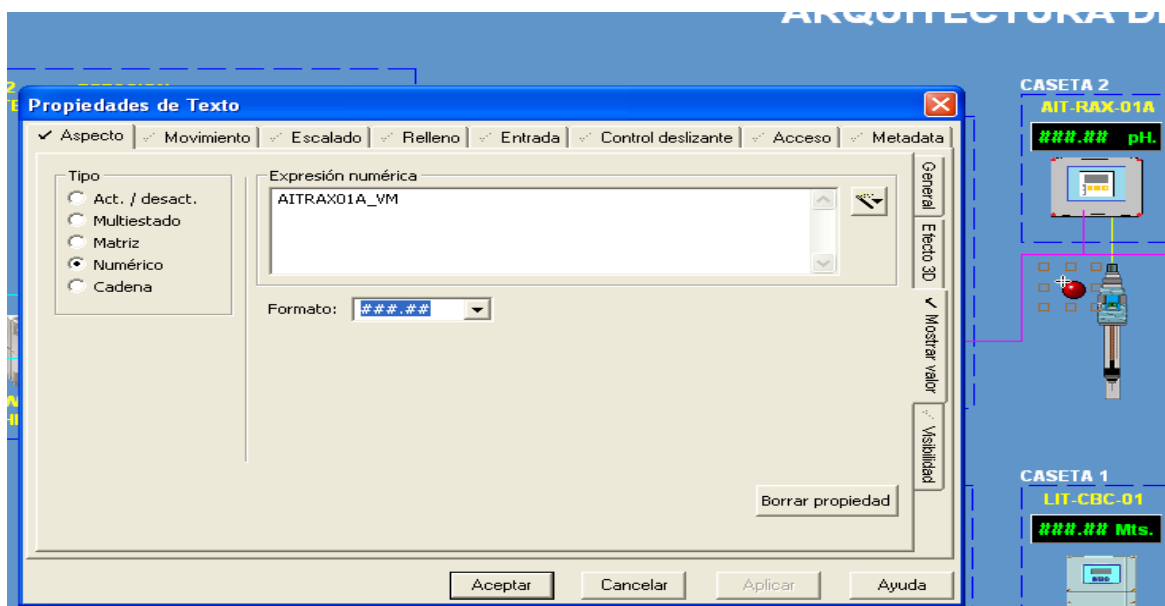 ARQUITECTURA DE
CASETA 2
AIT-RAX-01A
###.## pH.
Propiedades de Texto
Aspecto
Movimiento
Escalado
Relleno
Entrada
Control deslizante
Acceso
Metadata
General
Efecto 3D
Mostrar valor
Visibilidad
Tipo
Act. / desact.
Multiestado
Matriz
Numérico
Cadena
Expresión numérica
AITRAX01A_VM
Formato: ###.##
Borrar propiedad
Aceptar
Cancelar
Aplicar
Ayuda
CASETA 1
LIT-CBC-01
###.## Mts.